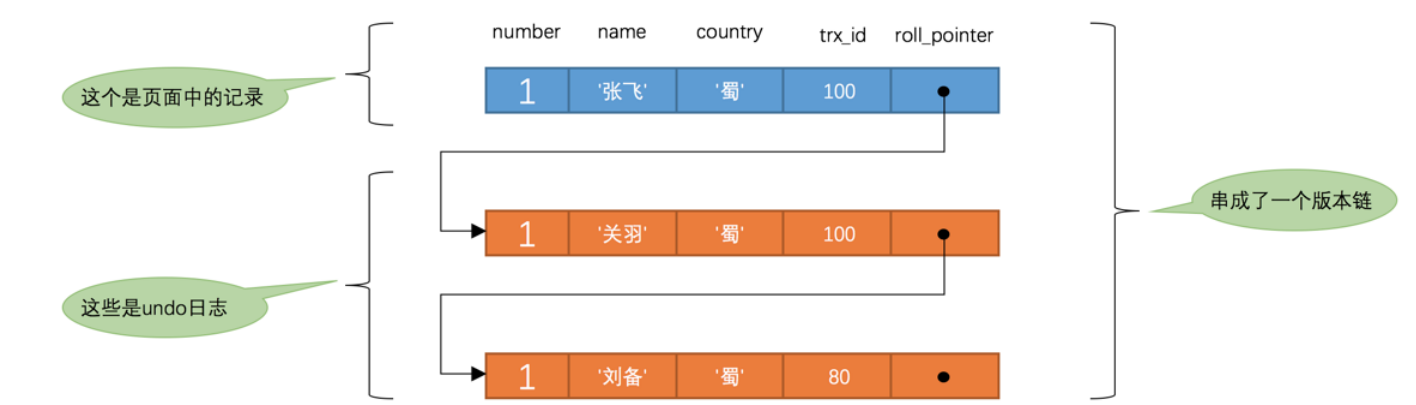 number name country trx_id roll_pointer
这个是页面中的记录
1 '张飞' '蜀' 100
串成了一个版本链
1 '关羽' '蜀' 100
这些是undo日志
1 '刘备' '蜀' 80